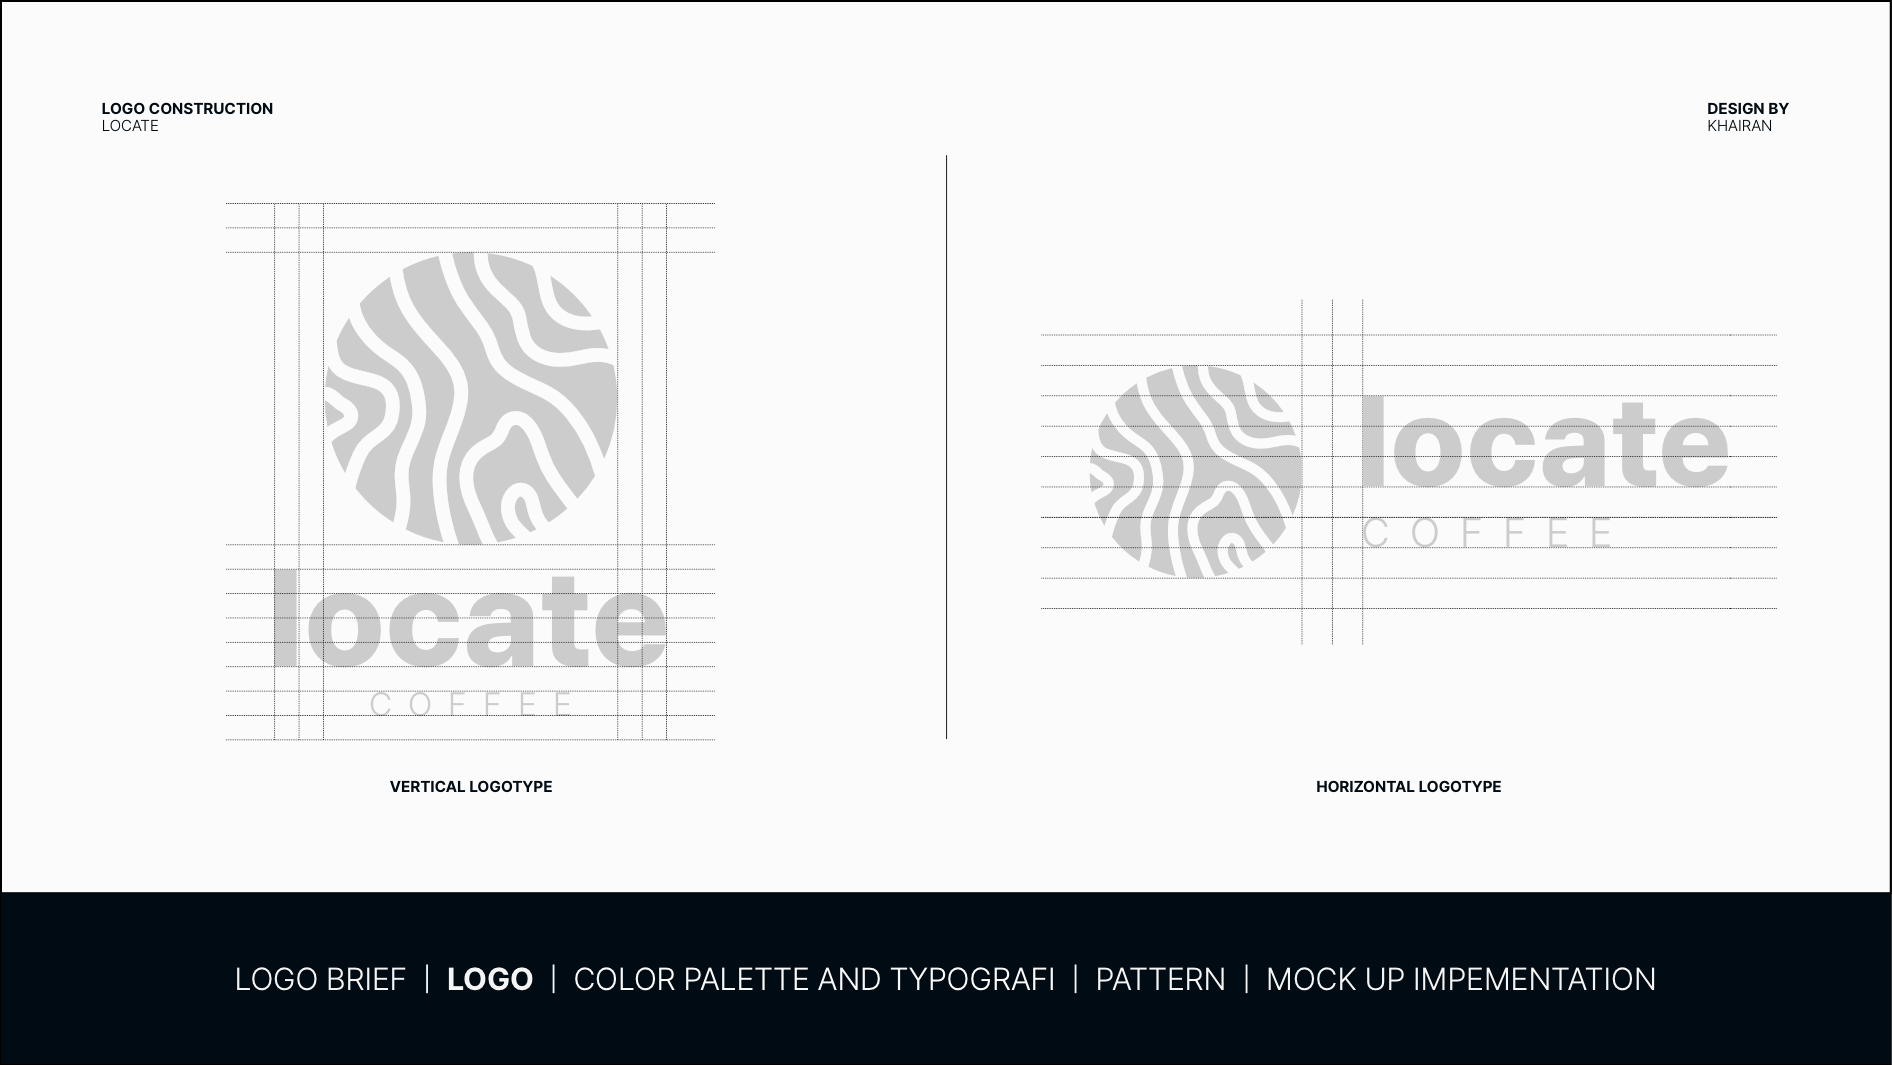 LOGO CONSTRUCTION
LOCATE
DESIGN BY
KHAIRAN
locate
COFFEE
VERTICAL LOGOTYPE
locate
COFFEE
HORIZONTAL LOGOTYPE
LOGO BRIEF | LOGO | COLOR PALETTE AND TYPOGRAFI | PATTERN | MOCK UP IMPEMENTATION